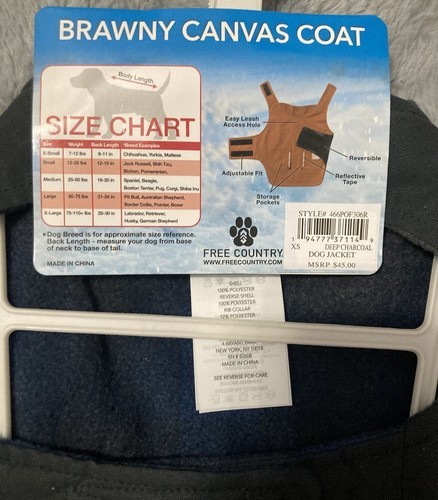 BRAWNY CANVAS COAT
Body Length
SIZE CHART
Size Weight Back Length *Breed Examples
X-Small 7-12 lbs 8-11 in Chihuahua, Yorkie, Maltese
Small 12-25 lbs 12-15 in Jack Russell, Shih Tzu,
Bichon, Pomeranian,
Medium 25-50 lbs 16-20 in Spaniel, Beagle,
Boston Terrier, Pug, Corgi, Shiba Inu
Large 50-75 lbs 21-24 in Pit Bull, Australian Shepherd,
Border Collie, Pointer, Boxer
X-Large 75-110+ lbs 25-30 in Labrador, Retriever,
Husky, German Shepherd
*Dog Breed is for approximate size reference.
Back Length - measure your dog from base
of neck to base of tail.
MADE IN CHINA
Easy Leash
Access Hole
Adjustable Fit
Storage
Pockets
Reversible
Reflective
Tape
FREE COUNTRY
WWW.FREECOUNTRY.COM
STYLE# 466POF306R
1 94777 37114 9
XS DEEP CHARCOAL
DOG JACKET
MSRP $45.00
SHELL
100% POLYESTER
REVERSE SHELL
100% POLYESTER
RIB COLLAR
NEW YORK, NY 50018
MADE IN CHINA
SEE REVERSE FOR CARE